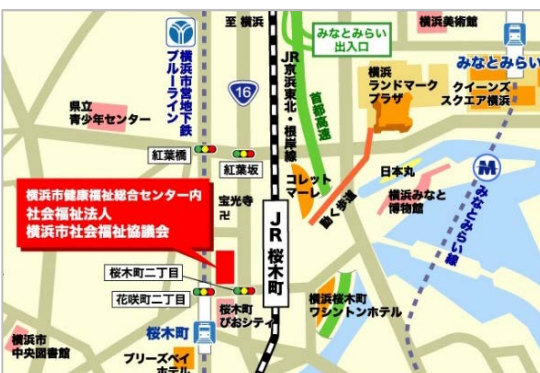 至 横浜
みなとみらい
出入口
横浜美術館
みなとみらい
横浜市営地下鉄
ブルーライン
16
JR京浜東北・根岸線
首都高速
横浜
ランドマーク
プラザ
クイーンズ
スクエア横浜
県立
青少年センター
紅葉橋
紅葉坂
コレット
マーレ
日本丸
動く歩道
横浜みなと
博物館
みなとみらい線
横浜市健康福祉総合センター内
社会福祉法人
横浜市社会福祉協議会
宝光寺
卍
JR 桜木町
桜木町二丁目
花咲町二丁目
桜木町
ぴおシティ
横浜桜木町
ワシントンホテル
桜木町
横浜市
中央図書館
ブリーズベイ
ホテル